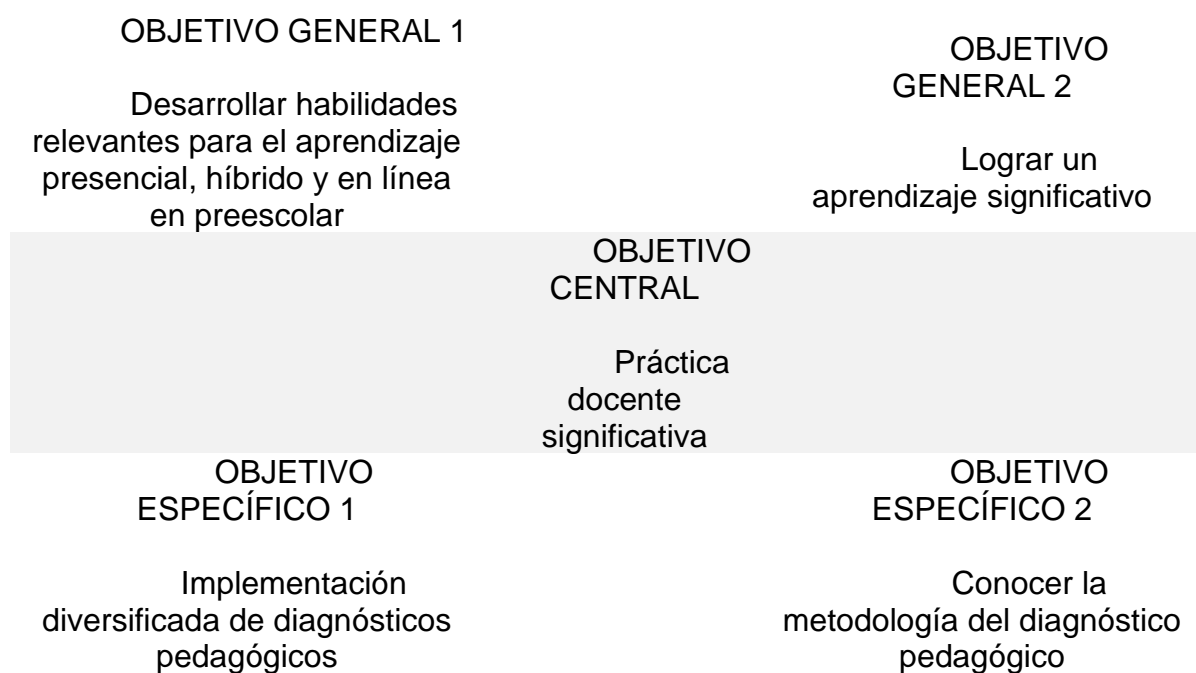 OBJETIVO GENERAL 1
Desarrollar habilidades
relevantes para el aprendizaje
presencial, híbrido y en línea
en preescolar
OBJETIVO
GENERAL 2
Lograr un
aprendizaje significativo
OBJETIVO
CENTRAL
Práctica
docente
significativa
OBJETIVO
ESPECÍFICO 1
Implementación
diversificada de diagnósticos
pedagógicos
OBJETIVO
ESPECÍFICO 2
Conocer la
metodología del diagnóstico
pedagógico